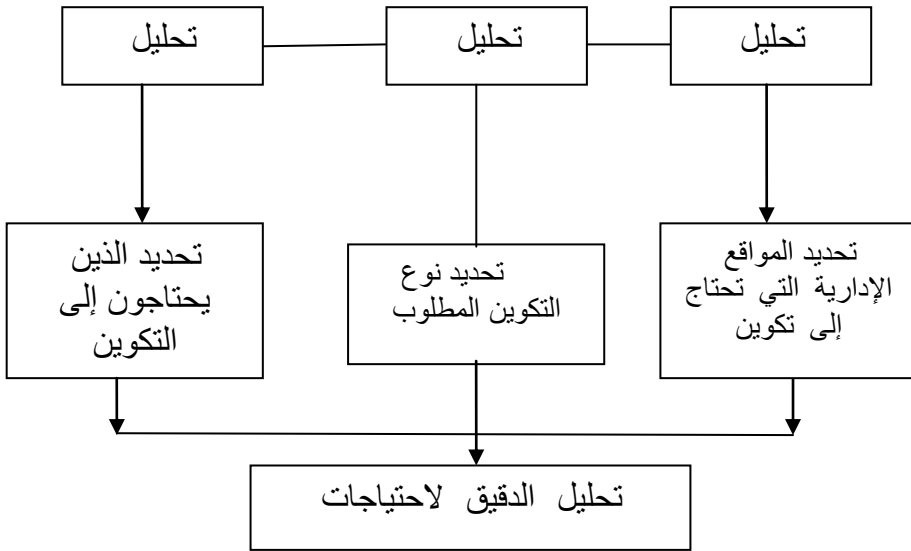 تحليل
تحليل
تحليل
تحديد المواقع
الإدارية التي تحتاج
إلى تكوين
تحديد نوع
التكوين المطلوب
تحديد الذين
يحتاجون إلى
التكوين
تحليل الدقيق لاحتياجات